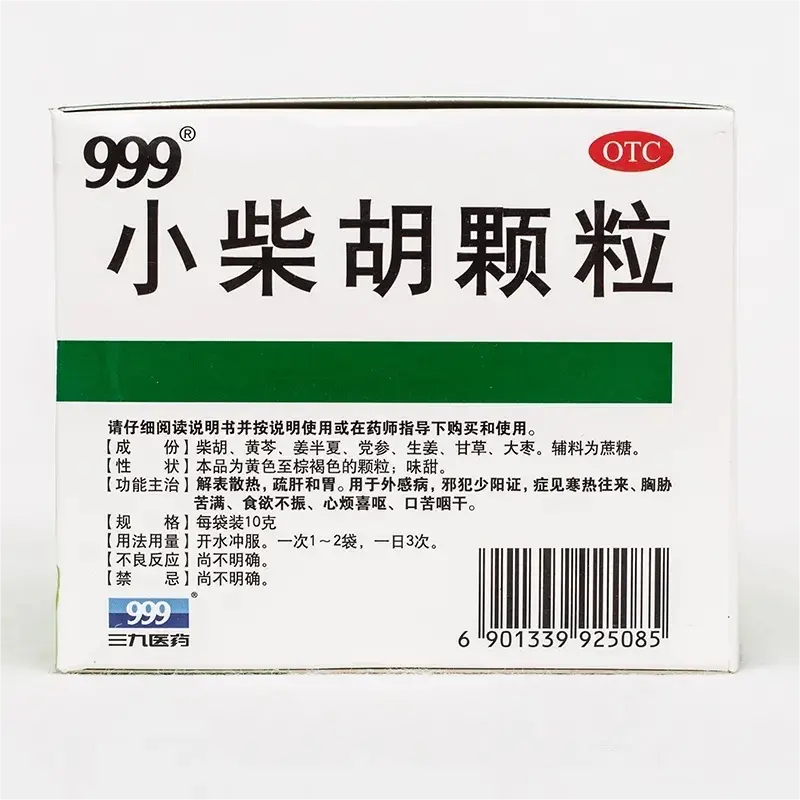 999®
OTC
小柴胡颗粒
请仔细阅读说明书并按说明使用或在药师指导下购买和使用。
【成　份】柴胡、黄芩、姜半夏、党参、生姜、甘草、大枣。辅料为蔗糖。
【性　状】本品为黄色至棕褐色的颗粒；味甜。
【功能主治】解表散热，疏肝和胃。用于外感病，邪犯少阳证，症见寒热往来、胸胁
苦满、食欲不振、心烦喜呕、口苦咽干。
【规　格】每袋装10克
【用法用量】开水冲服。一次1～2袋，一日3次。
【不良反应】尚不明确。
【禁　忌】尚不明确。
999®
三九医药
6 901339 925085